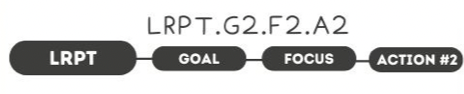 LRPT.G2.F2.A2
LRPT GOAL FOCUS ACTION #2